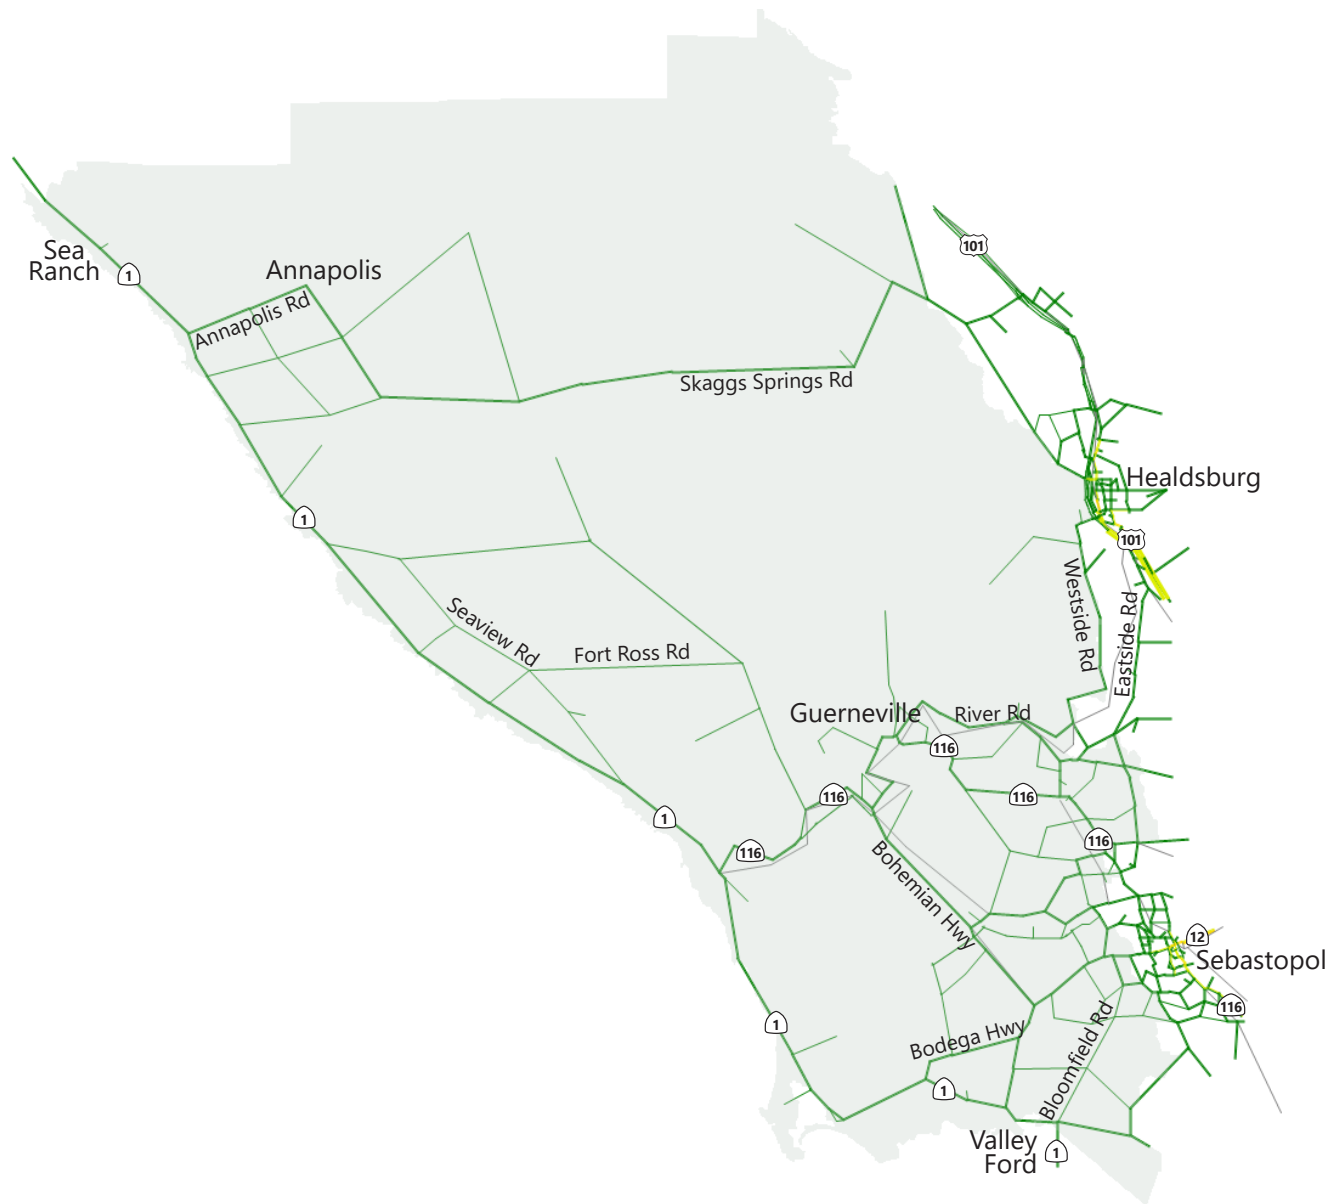 101
Sea
Ranch
1
Annapolis
Annapolis Rd
Skaggs Springs Rd
Healdsburg
1
101
Westside Rd
Eastside Rd
Seaview Rd
Fort Ross Rd
Guerneville
River Rd
116
116
116
1
116
116
Bohemian Hwy
12
Sebastopol
116
1
Bodega Hwy
Bloomfield Rd
1
Valley
Ford
1